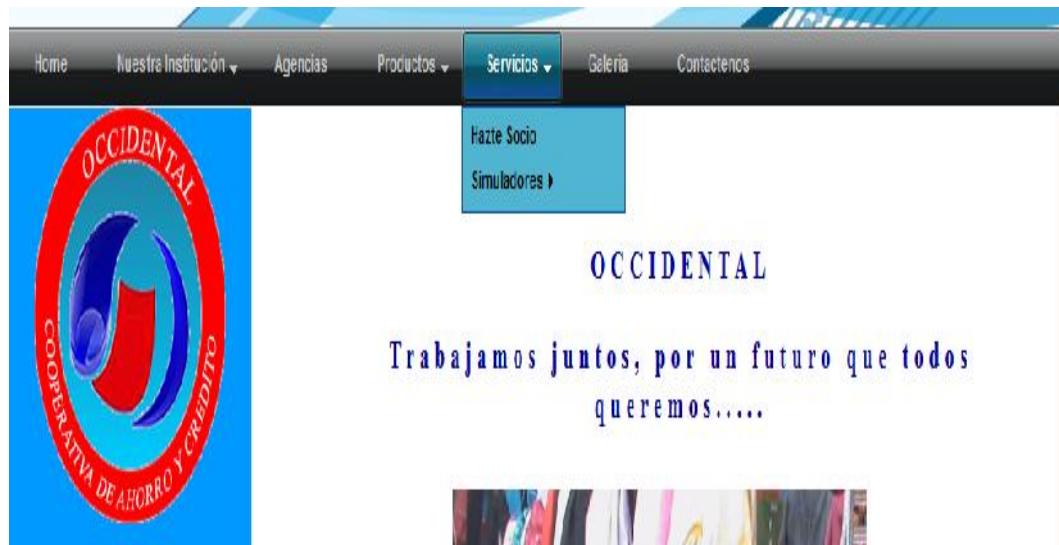 Home Nuestra Institución Agencias Productos Servicios Galeria Contactenos
Hazte Socio
Simuladores
OCCIDENTAL
COOPERATIVA DE AHORRO Y CREDITO
OCCIDENTAL
Trabajamos juntos, por un futuro que todos
queremos.....